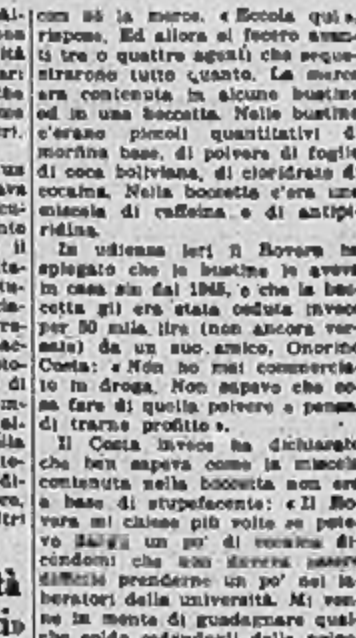 con sè la merce. « Eccola qui »
rispose. Ed allora si fecero avan-
ti tre o quattro agenti che seque-
strarono tutto quanto. La merce
era contenuta in alcune bustine
ed in una boccetta. Nelle bustine
c'erano piccoli quantitativi d
morfina base, di polvere di foglie
di coca boliviana, di cloridrato d
cocaina. Nella boccetta c'era una
miscela di caffeina e di antipi
ridina.
In udienza ieri il Rovera ha
spiegato che le bustine le aveva
in casa sin dal 1945, e che la boc-
cetta gli era stata ceduta invece
per 50 mila lire (non ancora ver-
sate) da un suo amico, Onorino
Costa: « Non ho mai commercia-
to in droga. Non sapevo che co-
sa fare di quella polvere e pensai
di trarne profitto ».
Il Costa invece ha dichiarato
che ben sapeva come la miscela
contenuta nella boccetta non era
a base di stupefacente: « Il Ro-
vera mi chiese più volte se pote-
vo un po' di cocaina di-
cendomi che non doveva essere
difficile prenderne un po' nei la-
boratori della università. Mi ven-
ne in mente di guadagnare qual-
che